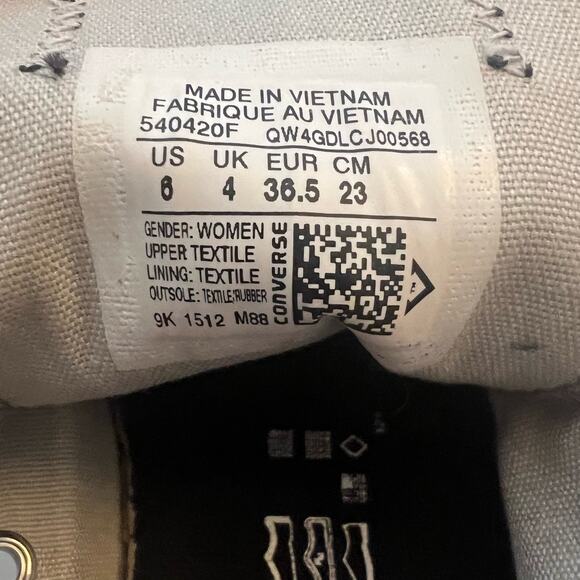 MADE IN VIETNAM
FABRIQUE AU VIETNAM
540420F QW4GDLCJ00568
US UK EUR CM
6 4 36.5 23
GENDER: WOMEN
UPPER TEXTILE
LINING: TEXTILE
OUTSOLE: TEXTILE/RUBBER
9K 1512 M88
CONVERSE